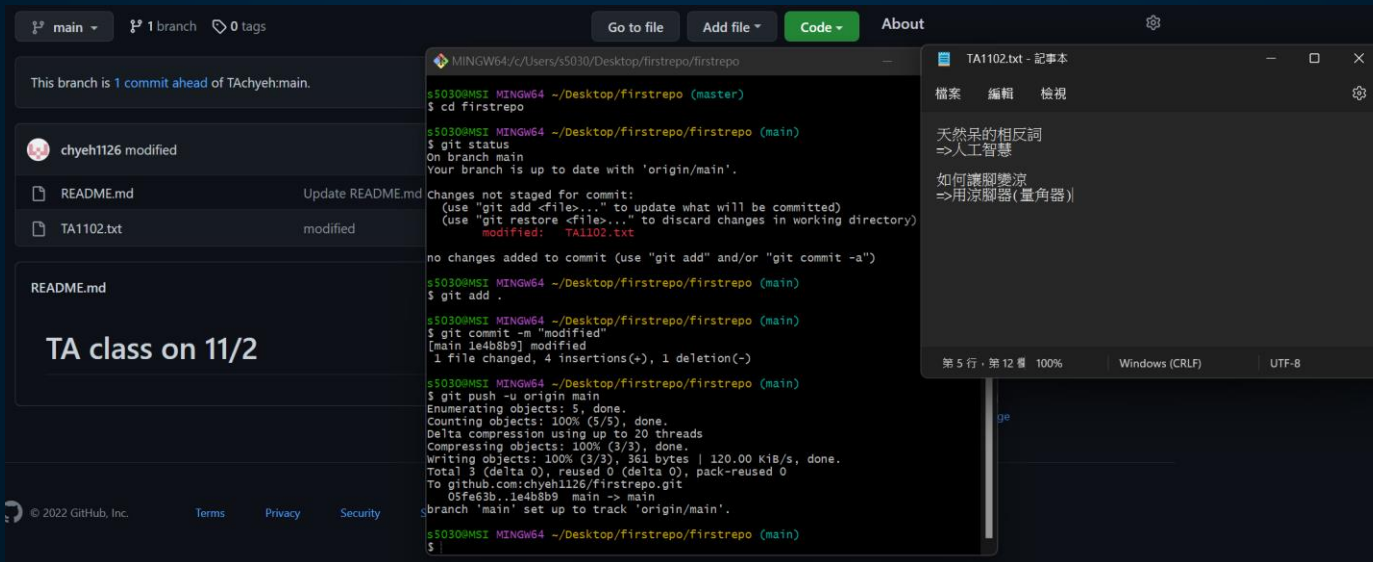 main
1 branch
0 tags
Go to file
Add file
Code
About
This branch is 1 commit ahead of TAchyeh:main.
chyeh1126 modified
README.md
Update README.md
TA1102.txt
modified
README.md
TA class on 11/2
© 2022 GitHub, Inc.
Terms
Privacy
Security
MINGW64:/c/Users/s5030/Desktop/firstrepo/firstrepo
s5030@MSI MINGW64 ~/Desktop/firstrepo (master)
$ cd firstrepo
s5030@MSI MINGW64 ~/Desktop/firstrepo/firstrepo (main)
$ git status
On branch main
Your branch is up to date with 'origin/main'.
Changes not staged for commit:
(use "git add <file>..." to update what will be committed)
(use "git restore <file>..." to discard changes in working directory)
modified: TA1102.txt
no changes added to commit (use "git add" and/or "git commit -a")
s5030@MSI MINGW64 ~/Desktop/firstrepo/firstrepo (main)
$ git add .
s5030@MSI MINGW64 ~/Desktop/firstrepo/firstrepo (main)
$ git commit -m "modified"
[main 1e4b8b9] modified
1 file changed, 4 insertions(+), 1 deletion(-)
s5030@MSI MINGW64 ~/Desktop/firstrepo/firstrepo (main)
$ git push -u origin main
Enumerating objects: 5, done.
Counting objects: 100% (5/5), done.
Delta compression using up to 20 threads
Compressing objects: 100% (3/3), done.
Writing objects: 100% (3/3), 361 bytes | 120.00 KiB/s, done.
Total 3 (delta 0), reused 0 (delta 0), pack-reused 0
To github.com:chyeh1126/firstrepo.git
05fe63b..1e4b8b9 main -> main
branch 'main' set up to track 'origin/main'.
s5030@MSI MINGW64 ~/Desktop/firstrepo/firstrepo (main)
$
TA1102.txt - 記事本
檔案 編輯 檢視
天然呆的相反詞
=>人工智慧
如何讓腳變涼
=>用涼腳器(量角器)
第 5 行，第 12 欄 100% Windows (CRLF) UTF-8